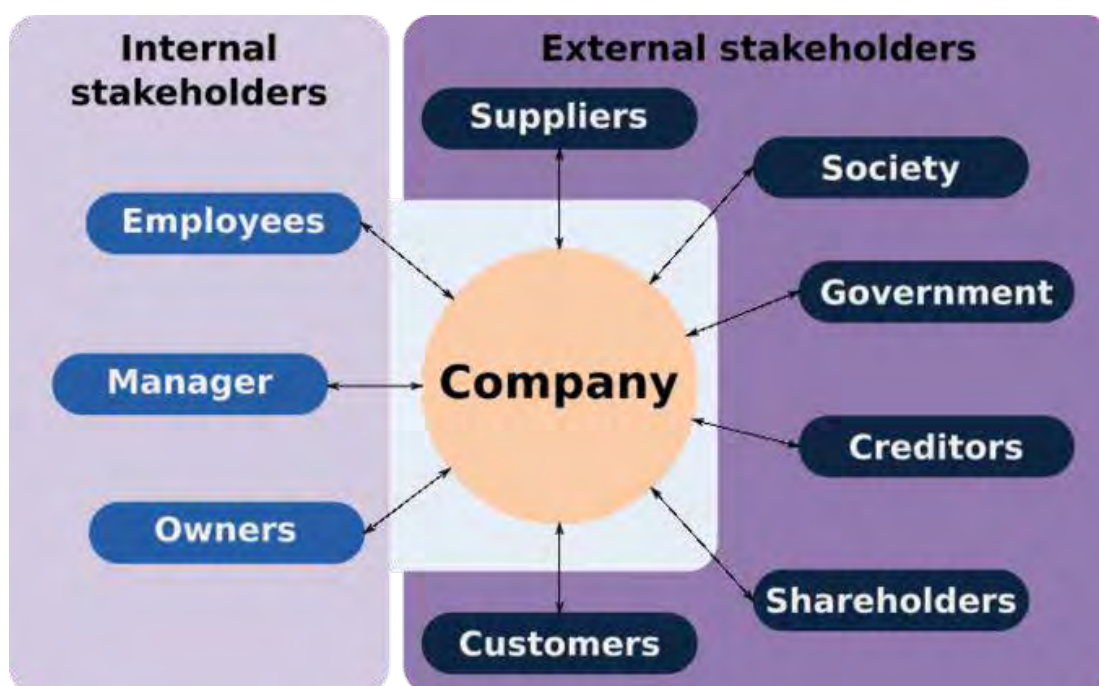 Internal
stakeholders
External stakeholders
Suppliers
Society
Employees
Government
Manager
Company
Creditors
Owners
Shareholders
Customers